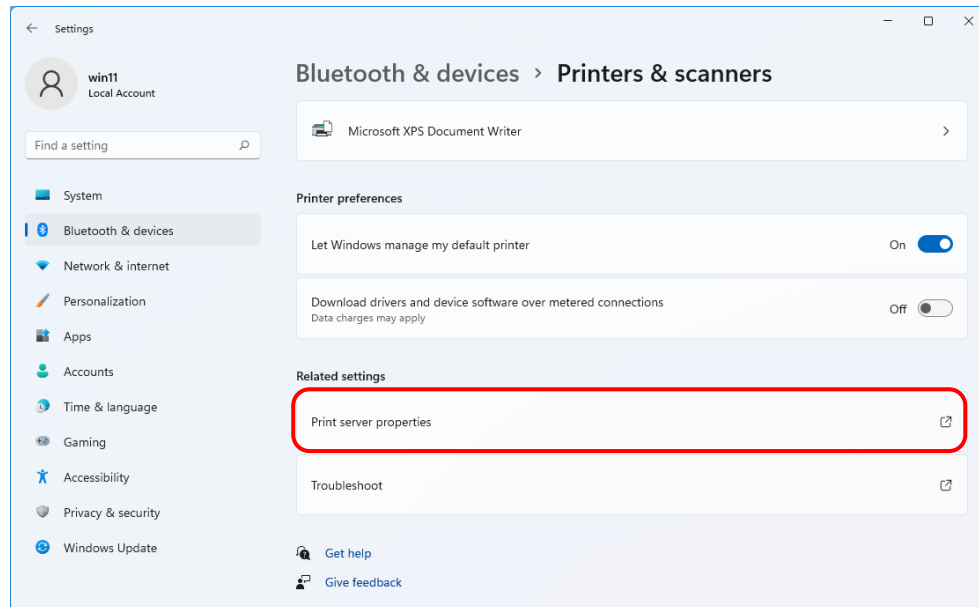 Settings
win11
Local Account
Find a setting
System
Bluetooth & devices
Network & internet
Personalization
Apps
Accounts
Time & language
Gaming
Accessibility
Privacy & security
Windows Update
Bluetooth & devices > Printers & scanners
Microsoft XPS Document Writer
Printer preferences
Let Windows manage my default printer On
Download drivers and device software over metered connections Off
Data charges may apply
Related settings
Print server properties
Troubleshoot
Get help
Give feedback